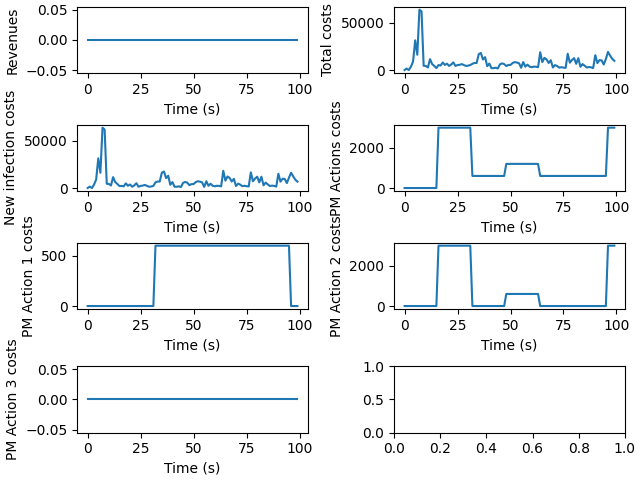 Revenues
0.05
0.00
−0.05
0 25 50 75 100
Time (s)
Total costs
50000
0
0 25 50 75 100
Time (s)
New infection costs
50000
0
0 25 50 75 100
Time (s)
PM Actions costs
2000
0
0 25 50 75 100
Time (s)
PM Action 1 costs
500
0
0 25 50 75 100
Time (s)
PM Action 2 costs
2000
0
0 25 50 75 100
Time (s)
PM Action 3 costs
0.05
0.00
−0.05
0 25 50 75 100
Time (s)
1.0
0.5
0.0
0.0 0.2 0.4 0.6 0.8 1.0